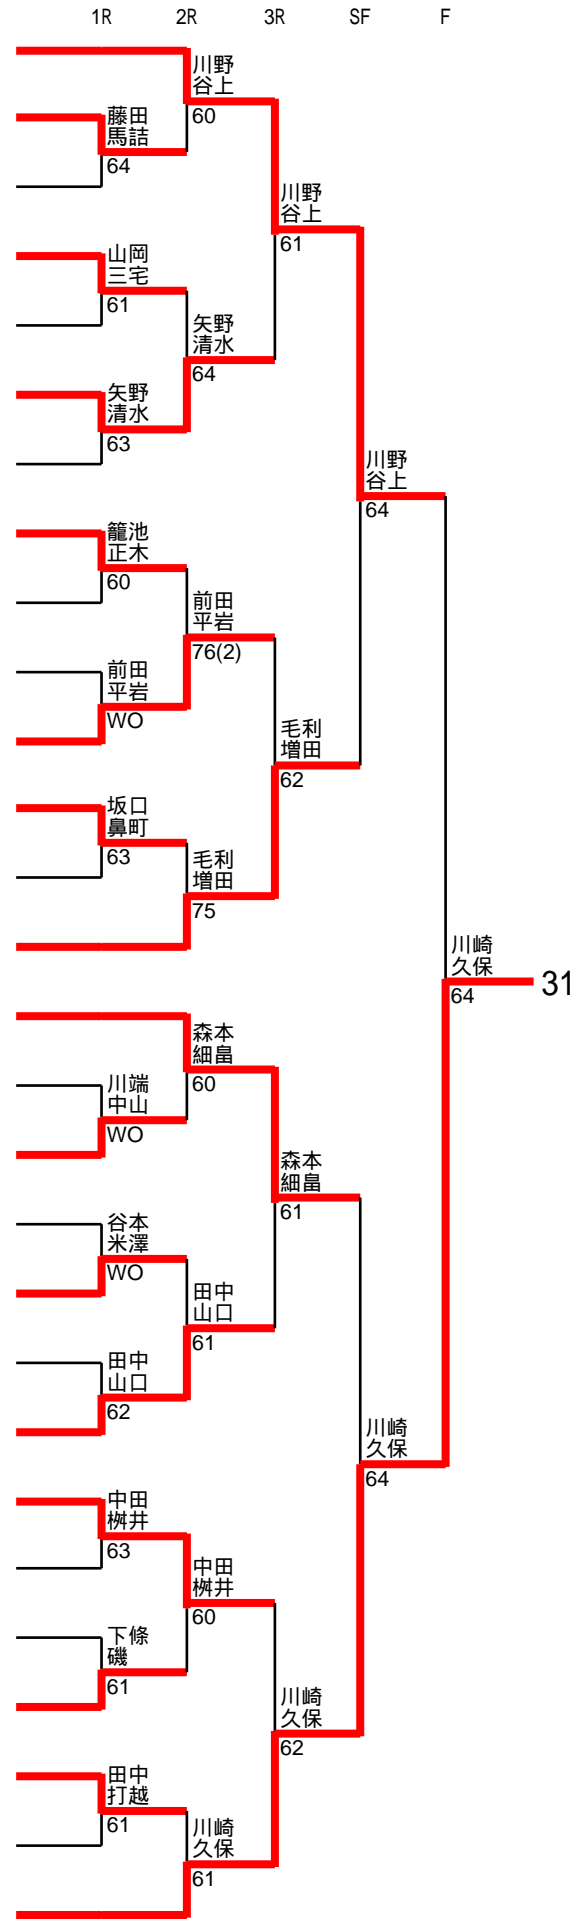 1R 2R 3R SF F
川野
谷上
60
藤田
馬詰
64
川野
谷上
61
山岡
三宅
61
矢野
清水
64
矢野
清水
63
川野
谷上
64
籠池
正木
60
前田
平岩
76(2)
前田
平岩
WO
毛利
増田
62
坂口
鼻町
63
毛利
増田
75
川崎
久保
64
31
森本
細畠
60
川端
中山
WO
森本
細畠
61
谷本
米澤
WO
田中
山口
61
田中
山口
62
川崎
久保
64
中田
桝井
63
中田
桝井
60
下條
磯
61
川崎
久保
62
田中
打越
61
川崎
久保
61